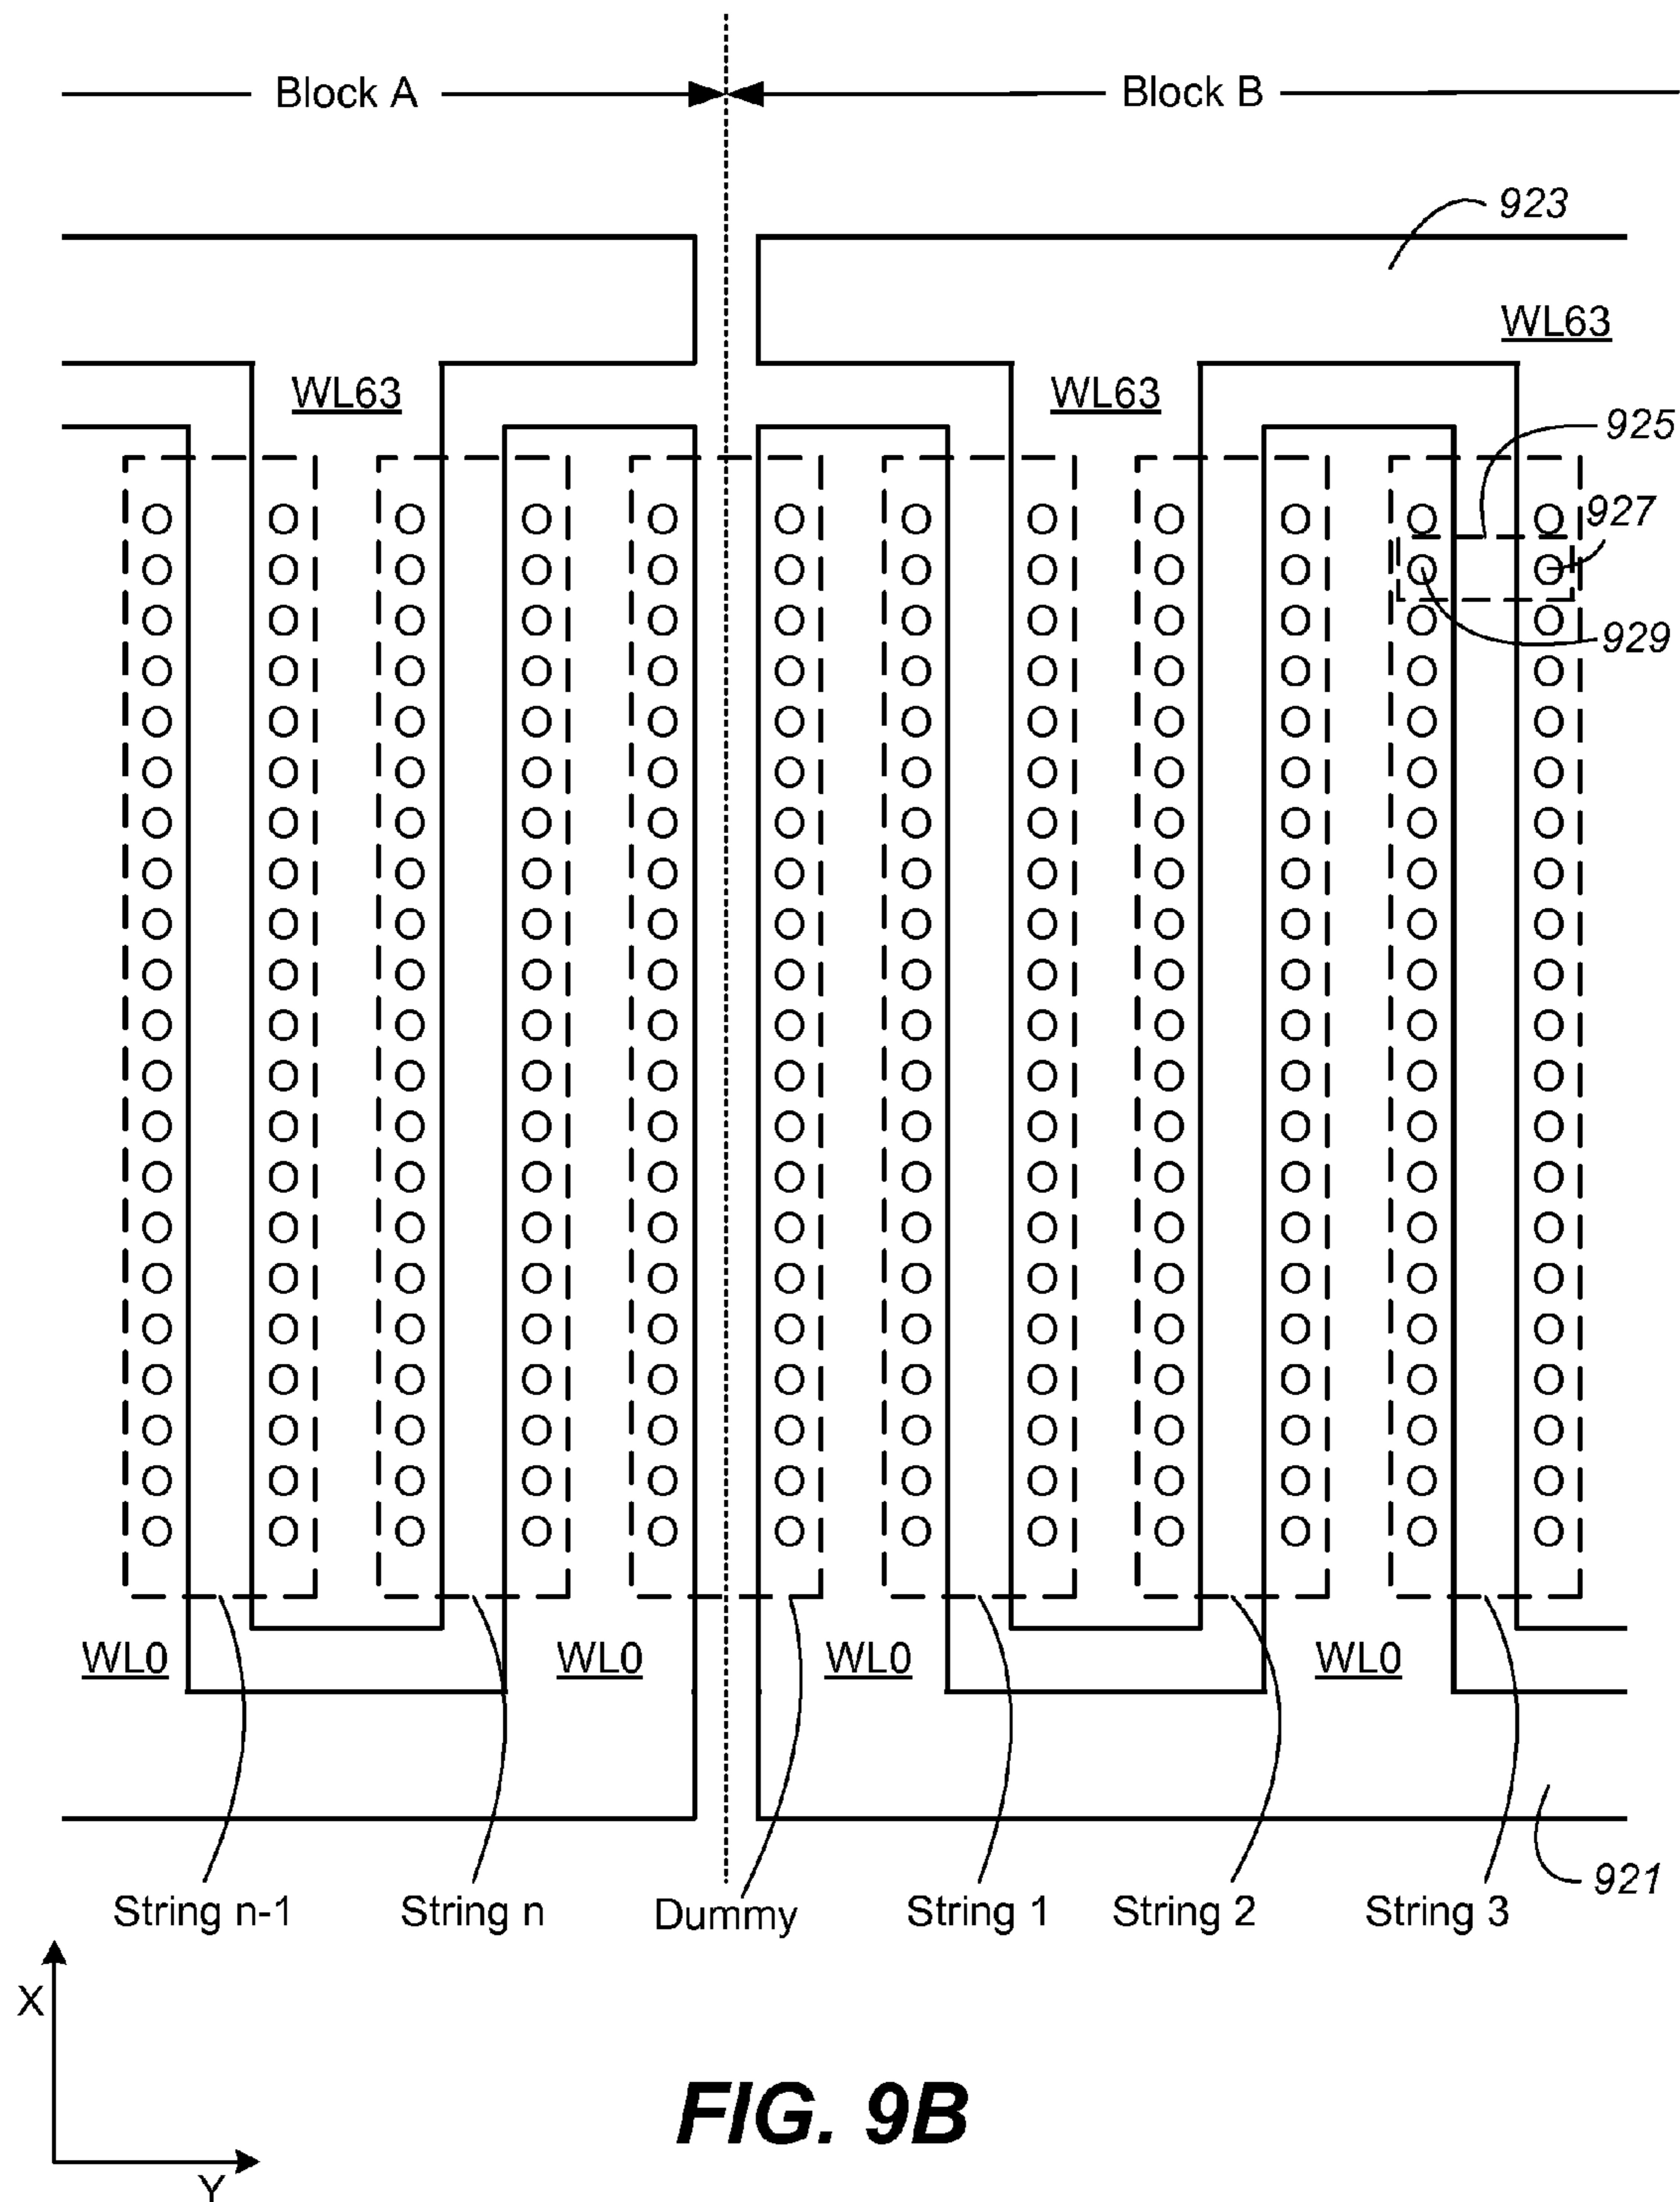 Block A
Block B
923
WL63
WL63
WL63
925
927
929
WL0
WL0
WL0
WL0
921
String n-1
String n
Dummy
String 1
String 2
String 3
X
Y
FIG. 9B